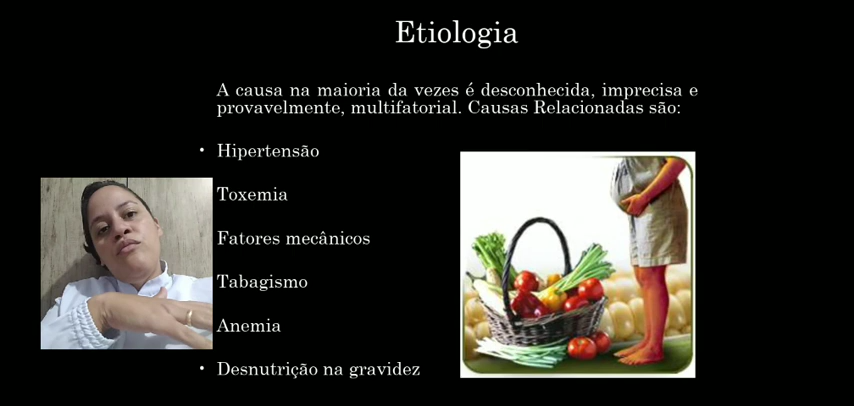 Etiologia
A causa na maioria da vezes é desconhecida, imprecisa e
provavelmente, multifatorial. Causas Relacionadas são:
• Hipertensão
Toxemia
Fatores mecânicos
Tabagismo
Anemia
• Desnutrição na gravidez